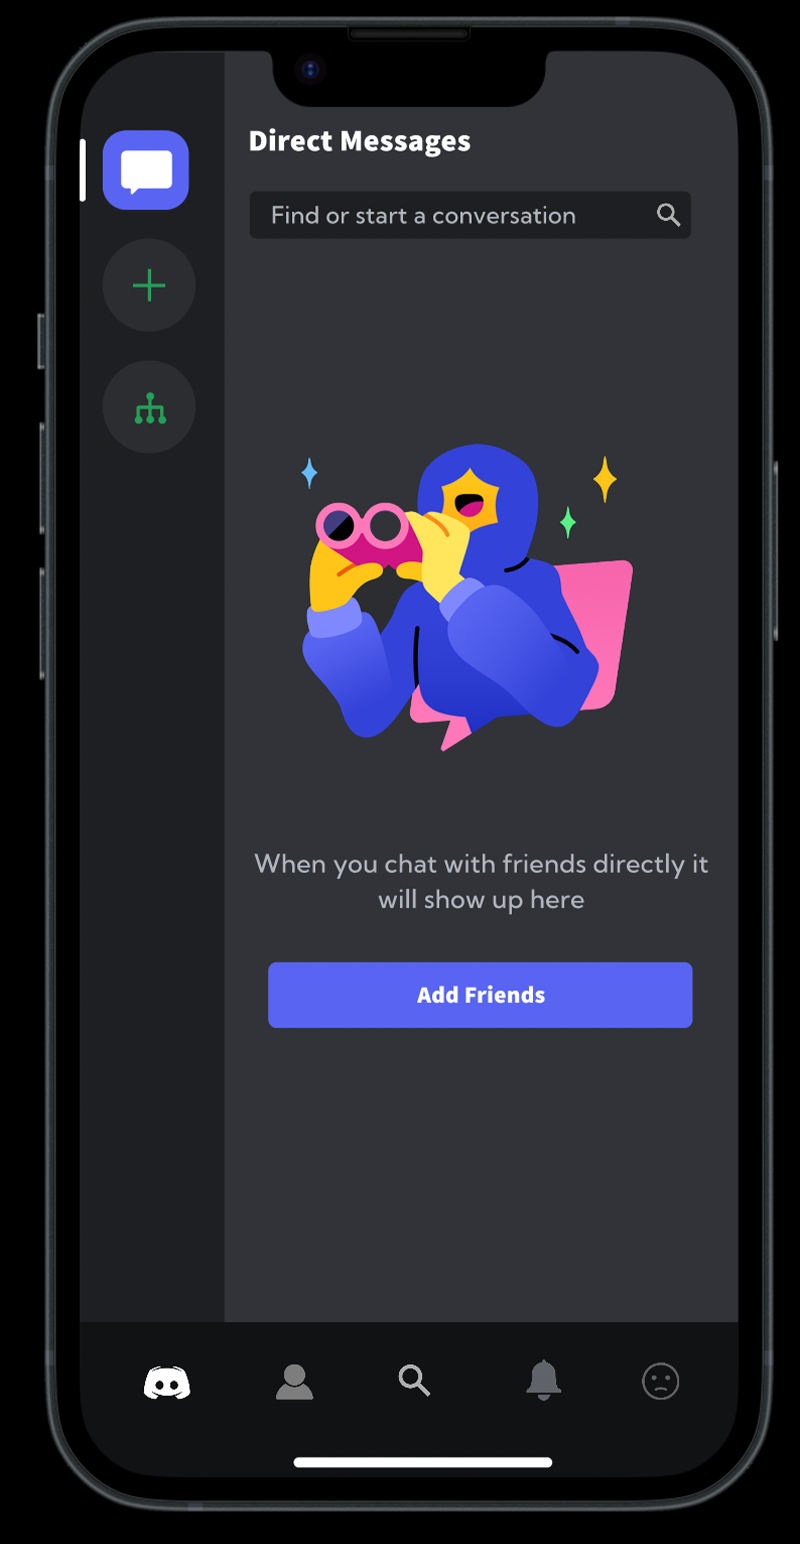 Direct Messages
Find or start a conversation
When you chat with friends directly it
will show up here
Add Friends